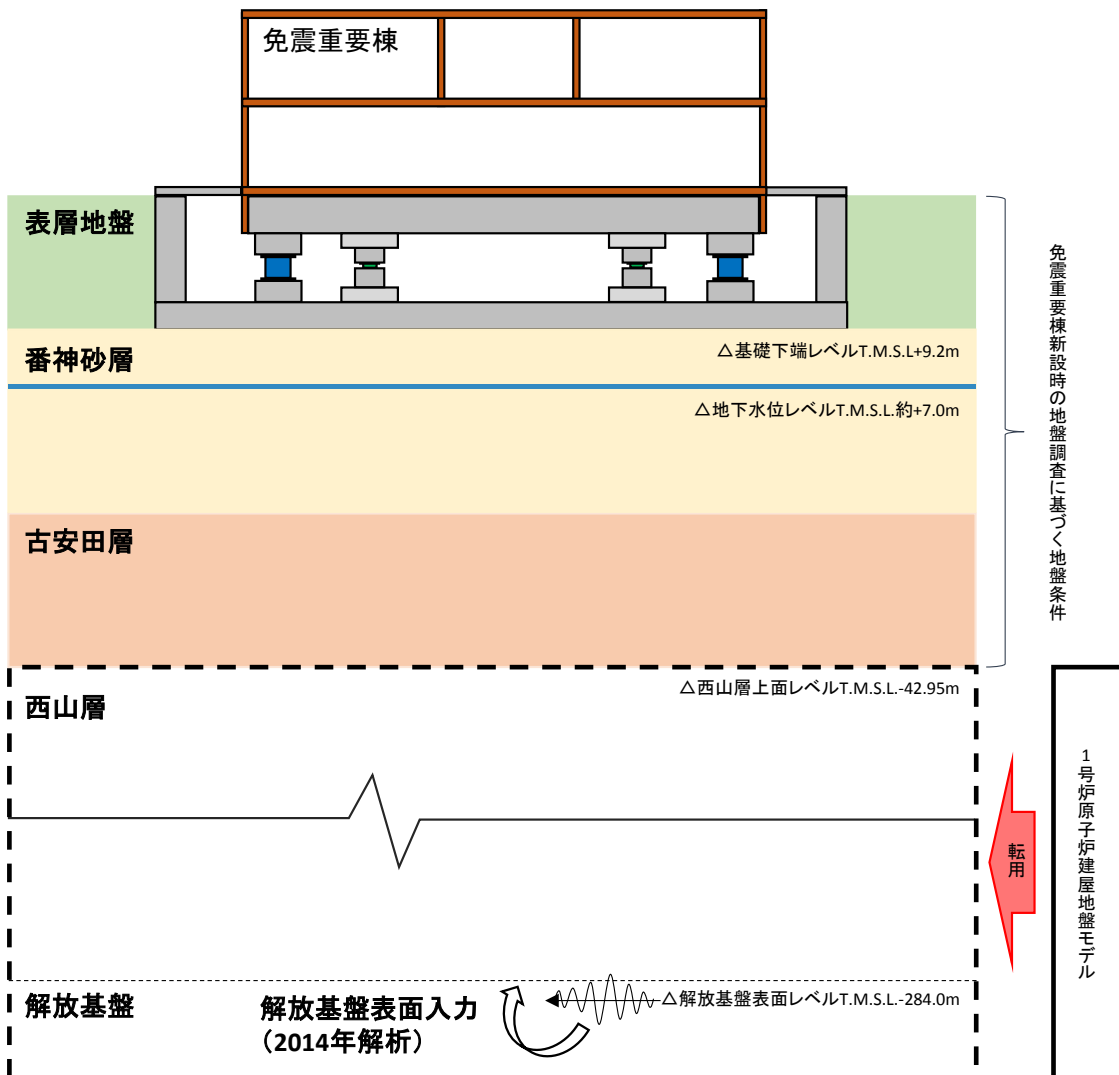 免震重要棟
表層地盤
番神砂層
△基礎下端レベルT.M.S.L+9.2m
△地下水位レベルT.M.S.L.約+7.0m
古安田層
免震重要棟新設時の地盤調査に基づく地盤条件
西山層
△西山層上面レベルT.M.S.L.-42.95m
転用
1号炉原子炉建屋地盤モデル
解放基盤
解放基盤表面入力
（2014年解析）
△解放基盤表面レベルT.M.S.L.-284.0m